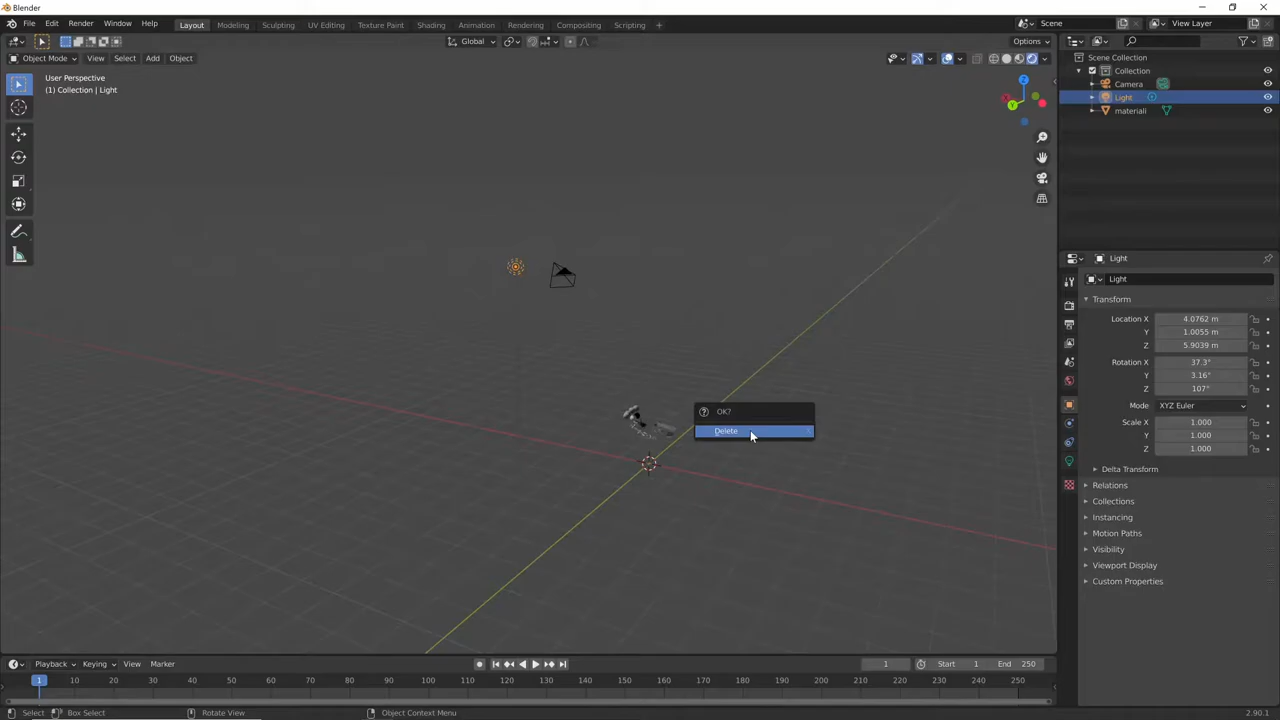 Blender
File Edit Render Window Help Layout Modeling Sculpting UV Editing Texture Paint Shading Animation Rendering Compositing Scripting + Scene View Layer
Global Options
Object Mode View Select Add Object
User Perspective
(1) Collection | Light
Z
Y
Scene Collection
Collection
Camera
Light
materiali
OK?
Delete
Light
Light
Transform
Location X 4.0762 m
Y 1.0055 m
Z 5.9039 m
Rotation X 37.3°
Y 3.16°
Z 107°
Mode XYZ Euler
Scale X 1.000
Y 1.000
Z 1.000
Delta Transform
Relations
Collections
Instancing
Motion Paths
Visibility
Viewport Display
Custom Properties
Playback Keying View Marker 1 Start 1 End 250
1 10 20 30 40 50 60 70 80 90 100 110 120 130 140 150 160 170 180 190 200 210 220 230 240 250
Select Box Select Rotate View Object Context Menu 2.90.1